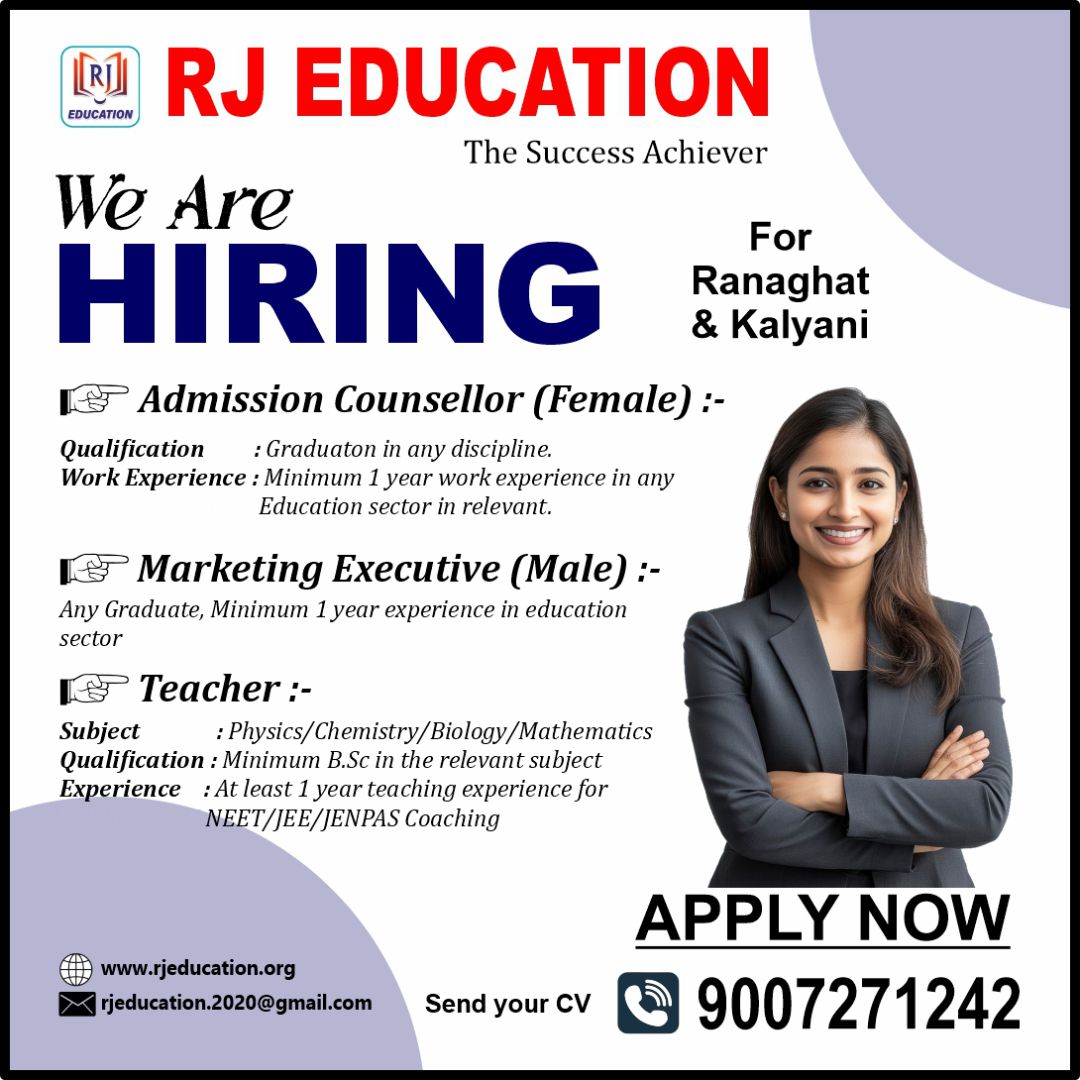 RJ
EDUCATION
RJ EDUCATION
The Success Achiever
We Are
HIRING
For
Ranaghat
& Kalyani
Admission Counsellor (Female) :-
Qualification : Graduaton in any discipline.
Work Experience : Minimum 1 year work experience in any
Education sector in relevant.
Marketing Executive (Male) :-
Any Graduate, Minimum 1 year experience in education
sector
Teacher :-
Subject : Physics/Chemistry/Biology/Mathematics
Qualification : Minimum B.Sc in the relevant subject
Experience : At least 1 year teaching experience for
NEET/JEE/JENPAS Coaching
APPLY NOW
www.rjeducation.org
rjeducation.2020@gmail.com
Send your CV
9007271242